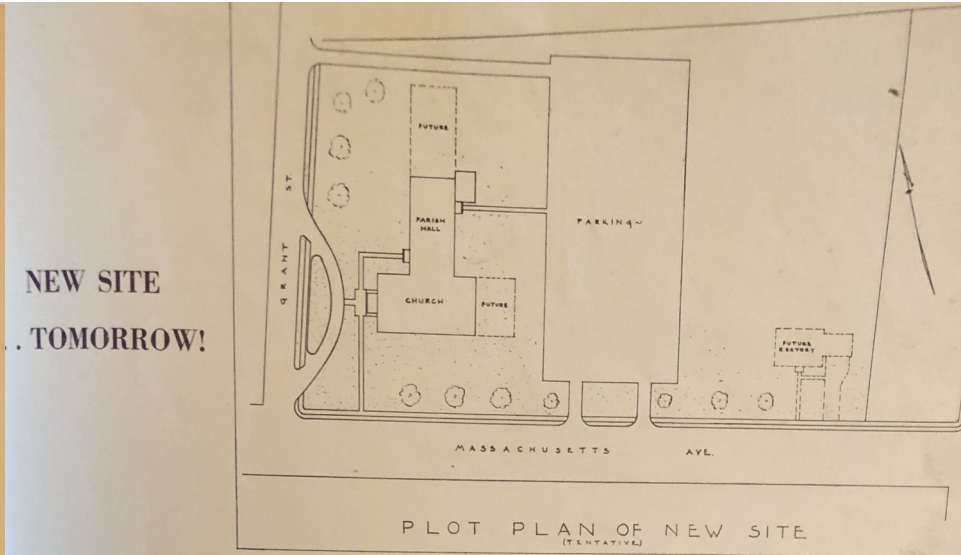 NEW SITE
. . TOMORROW!
GRANT ST.
FUTURE
PARISH
HALL
CHURCH
FUTURE
PARKING
FUTURE
RECTORY
MASSACHUSETTS AVE.
PLOT PLAN OF NEW SITE
(TENTATIVE)